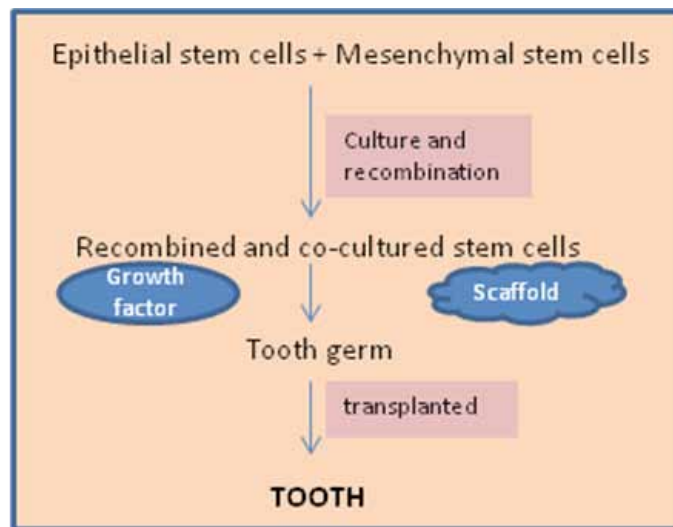 Epithelial stem cells + Mesenchymal stem cells
Culture and
recombination
Recombined and co-cultured stem cells
Growth
factor
Scaffold
Tooth germ
transplanted
TOOTH